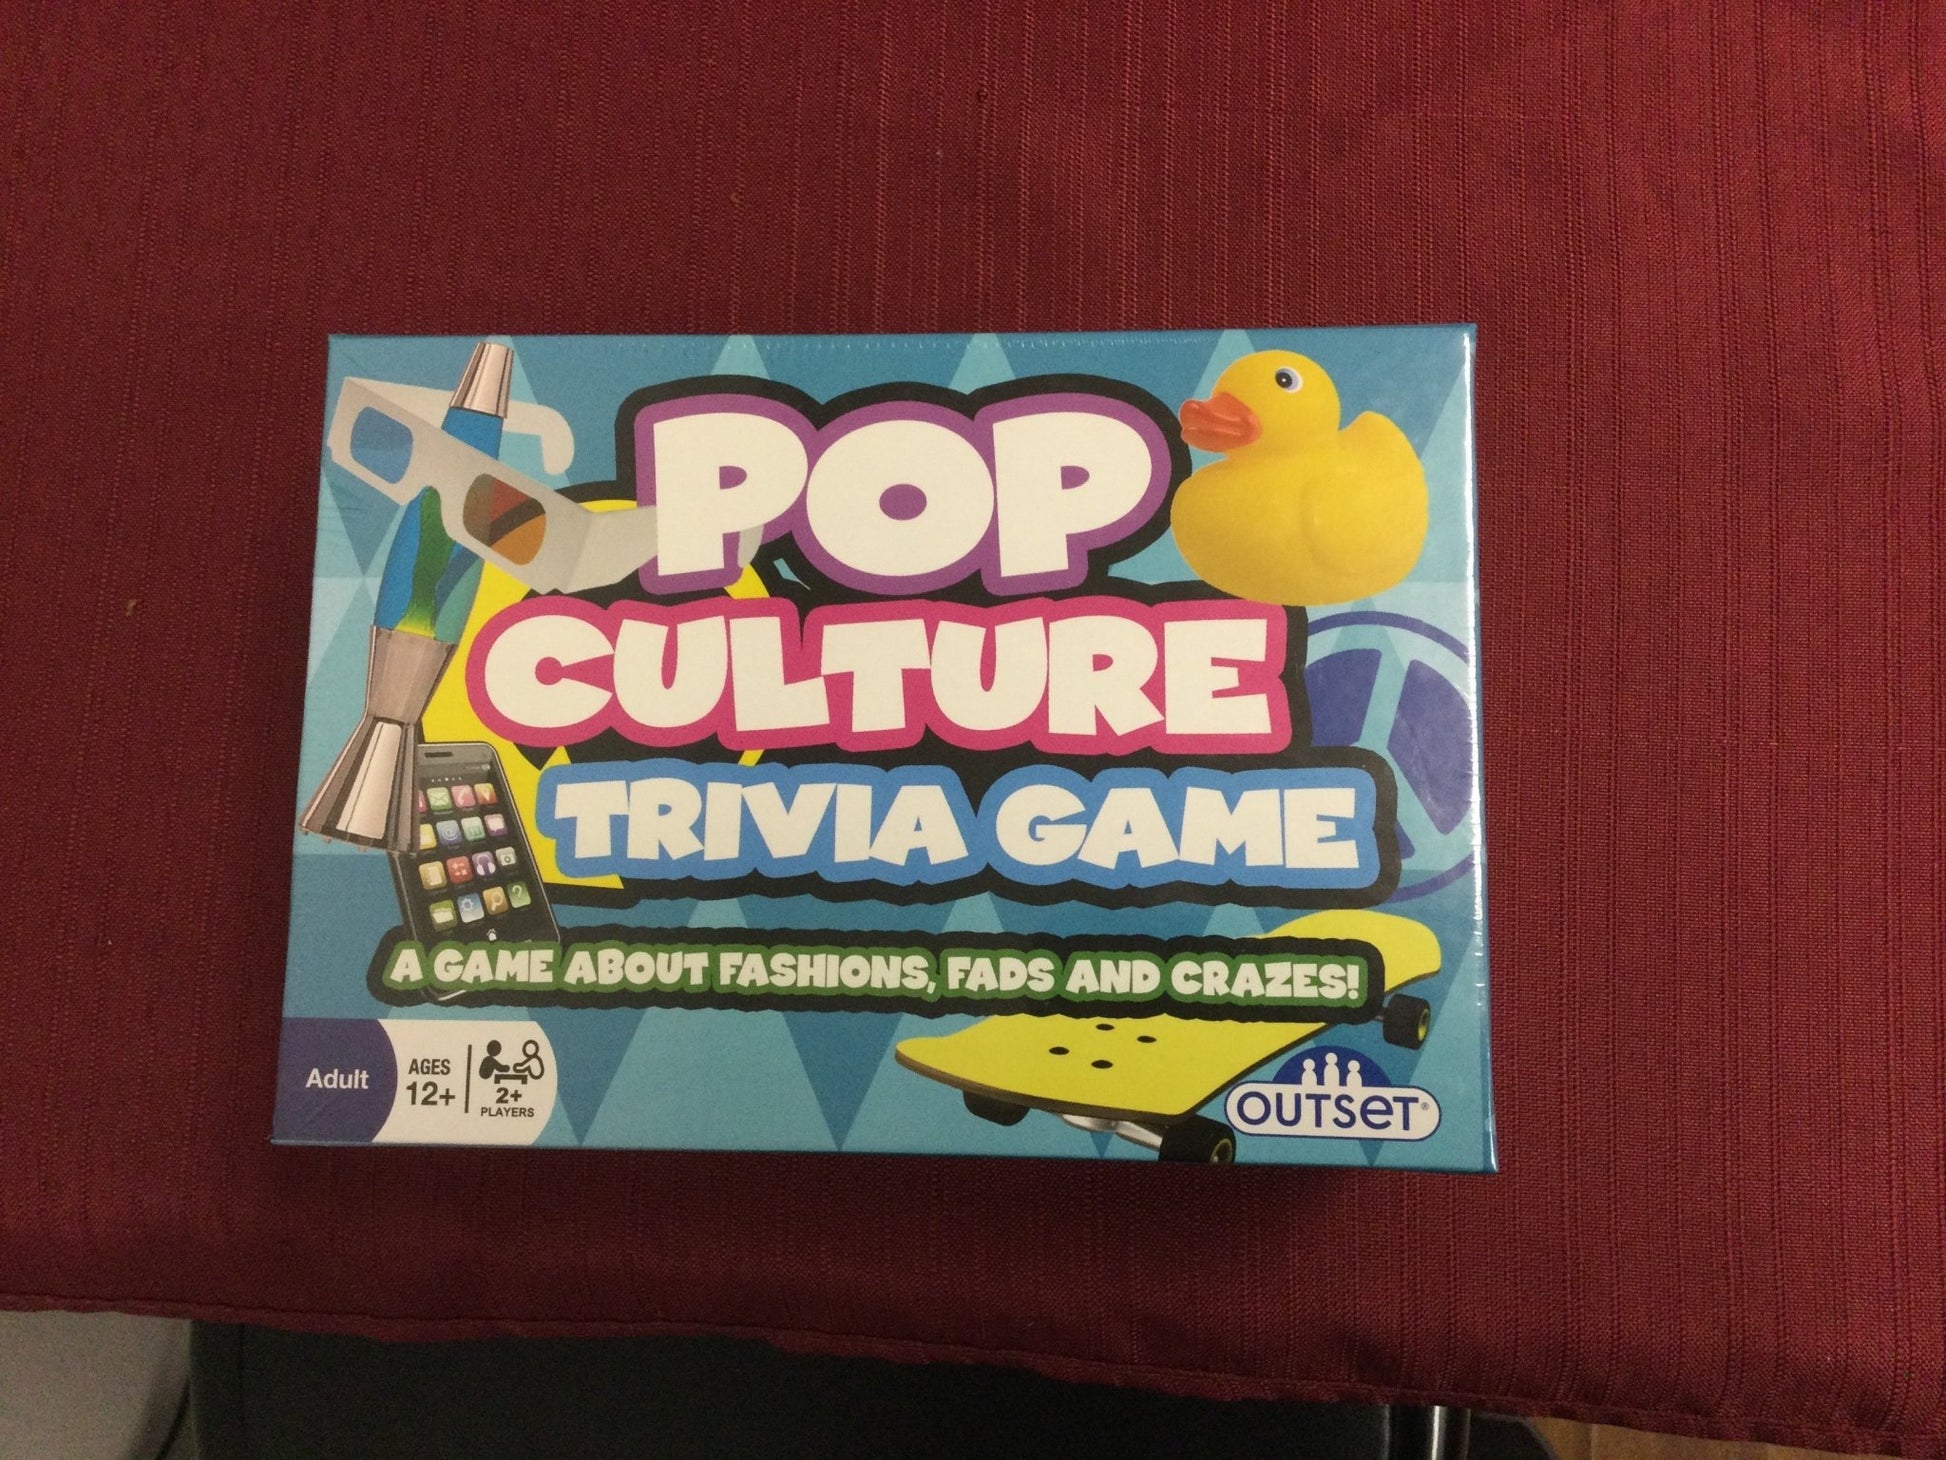 POP
CULTURE
TRIVIA GAME
A GAME ABOUT FASHIONS, FADS AND CRAZES!
Adult
AGES
12+
2+
PLAYERS
OUTSET®